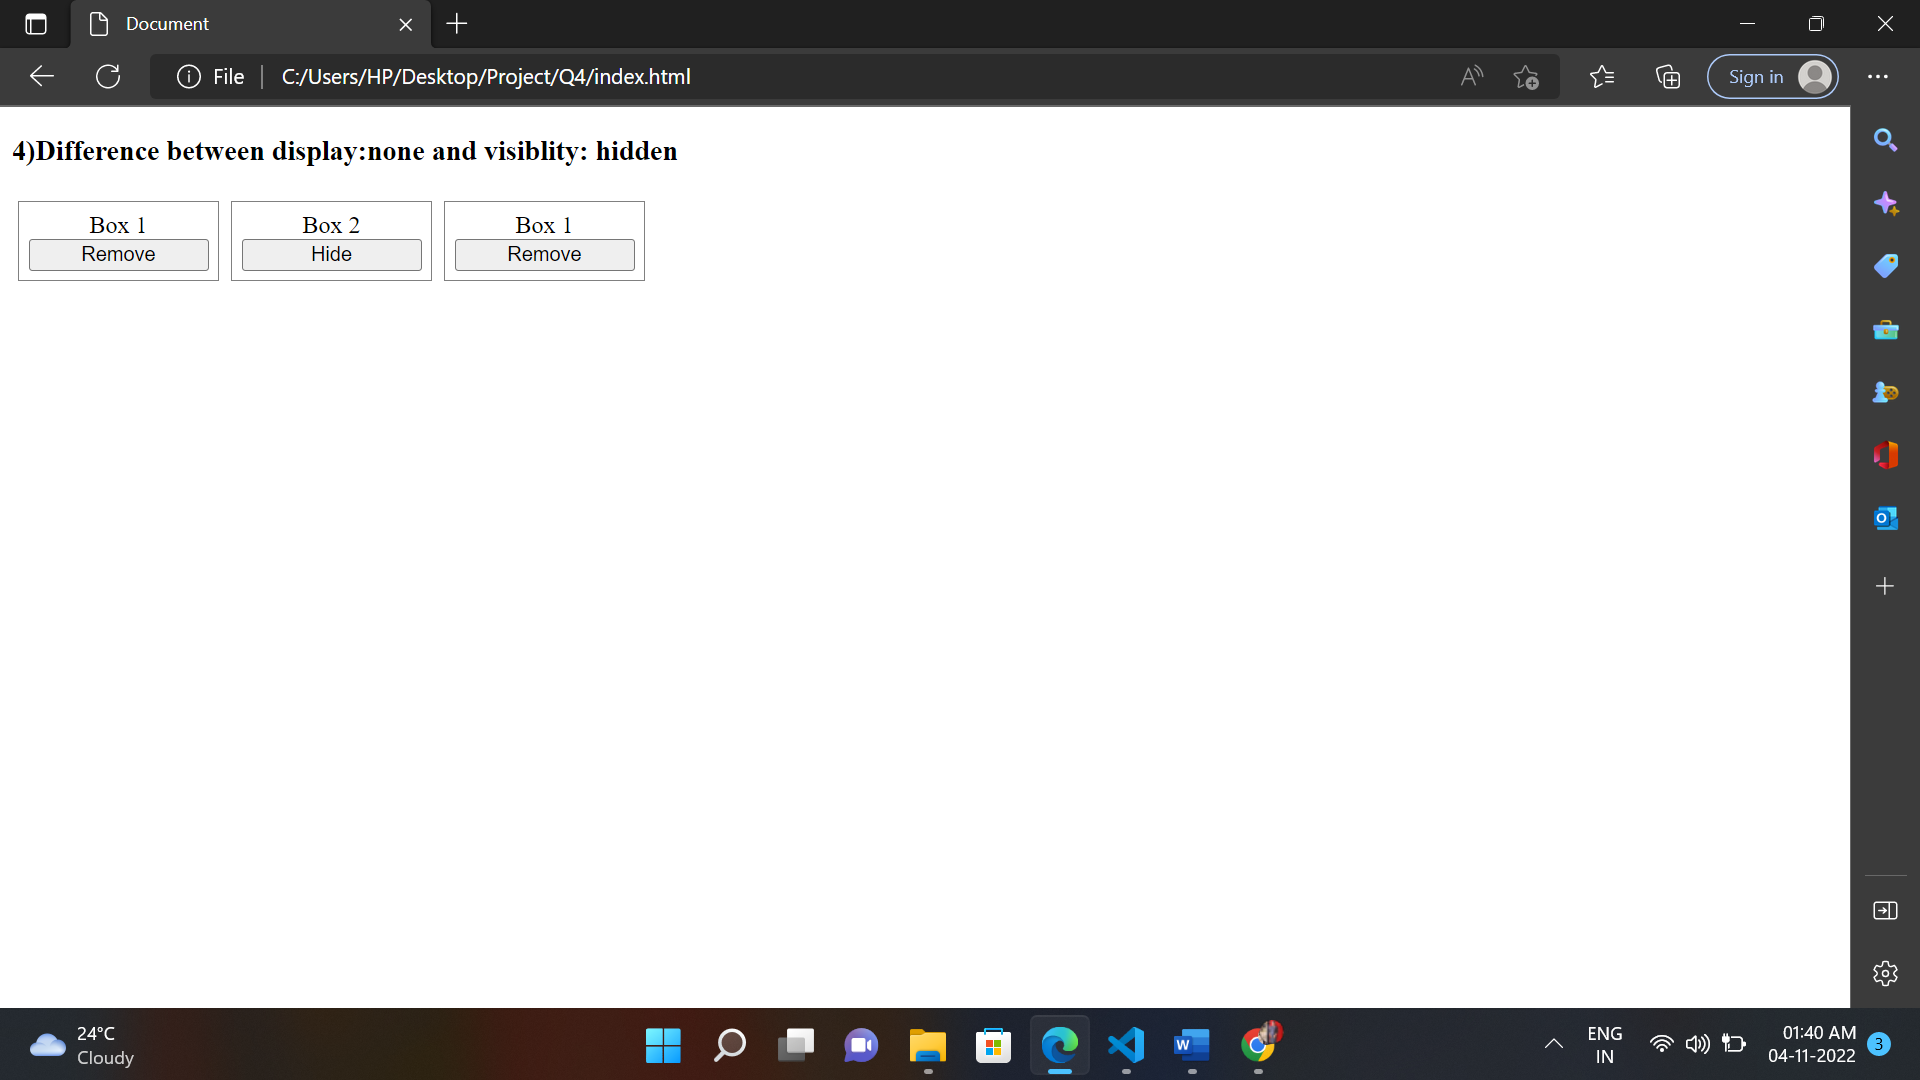 Document
File C:/Users/HP/Desktop/Project/Q4/index.html
Sign in
4)Difference between display:none and visiblity: hidden
Box 1
Remove
Box 2
Hide
Box 1
Remove
24°C
Cloudy
ENG
IN
01:40 AM
04-11-2022
3